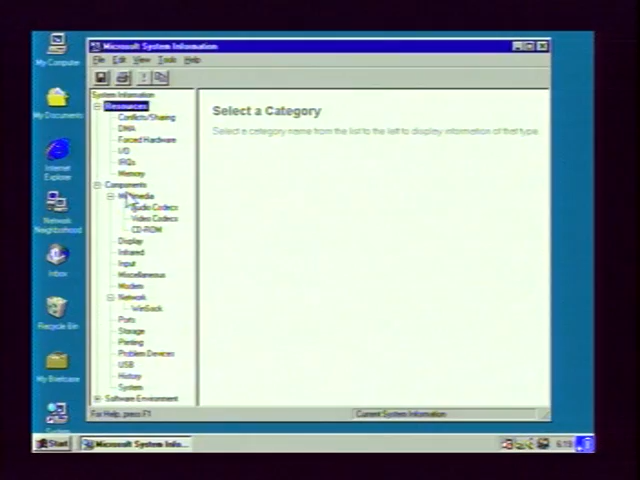 Microsoft System Information
File Edit View Tools Help
My Computer
My Documents
Internet
Explorer
Network
Neighborhood
Inbox
Recycle Bin
My Briefcase
System Information
Resources
Conflicts/Sharing
DMA
Forced Hardware
I/O
IRQs
Memory
Components
Multimedia
Audio Codecs
Video Codecs
CD-ROM
Display
Infrared
Input
Miscellaneous
Modem
Network
WinSock
Ports
Storage
Printing
Problem Devices
USB
History
System
Software Environment
Select a Category
Select a category name from the list to the left to display information of that type.
For Help, press F1
Current System Information
Start
Microsoft System Info...